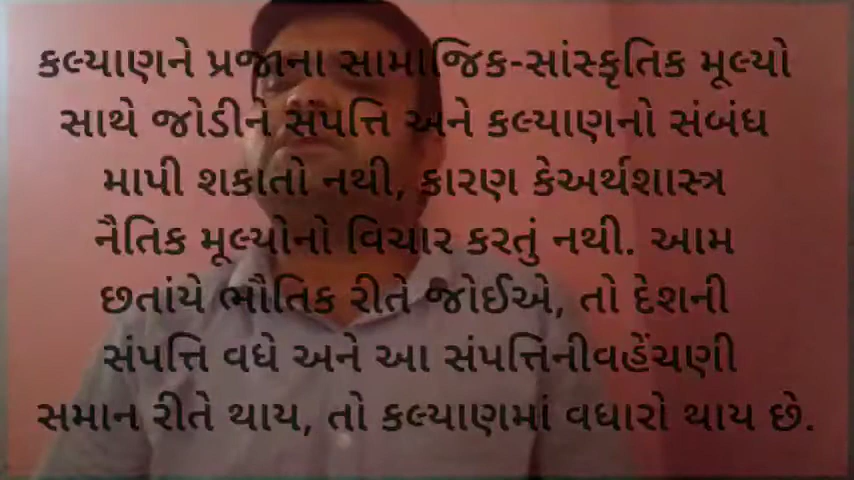 કલ્યાણને પ્રજાના સામાજિક-સાંસ્કૃતિક મૂલ્યો
સાથે જોડીને સંપત્તિ અને કલ્યાણનો સંબંધ
માપી શકાતો નથી, કારણ કેઅર્થશાસ્ત્ર
નૈતિક મૂલ્યોનો વિચાર કરતું નથી. આમ
છતાંયે ભૌતિક રીતે જોઈએ, તો દેશની
સંપત્તિ વધે અને આ સંપત્તિનીવહેંચણી
સમાન રીતે થાય, તો કલ્યાણમાં વધારો થાય છે.